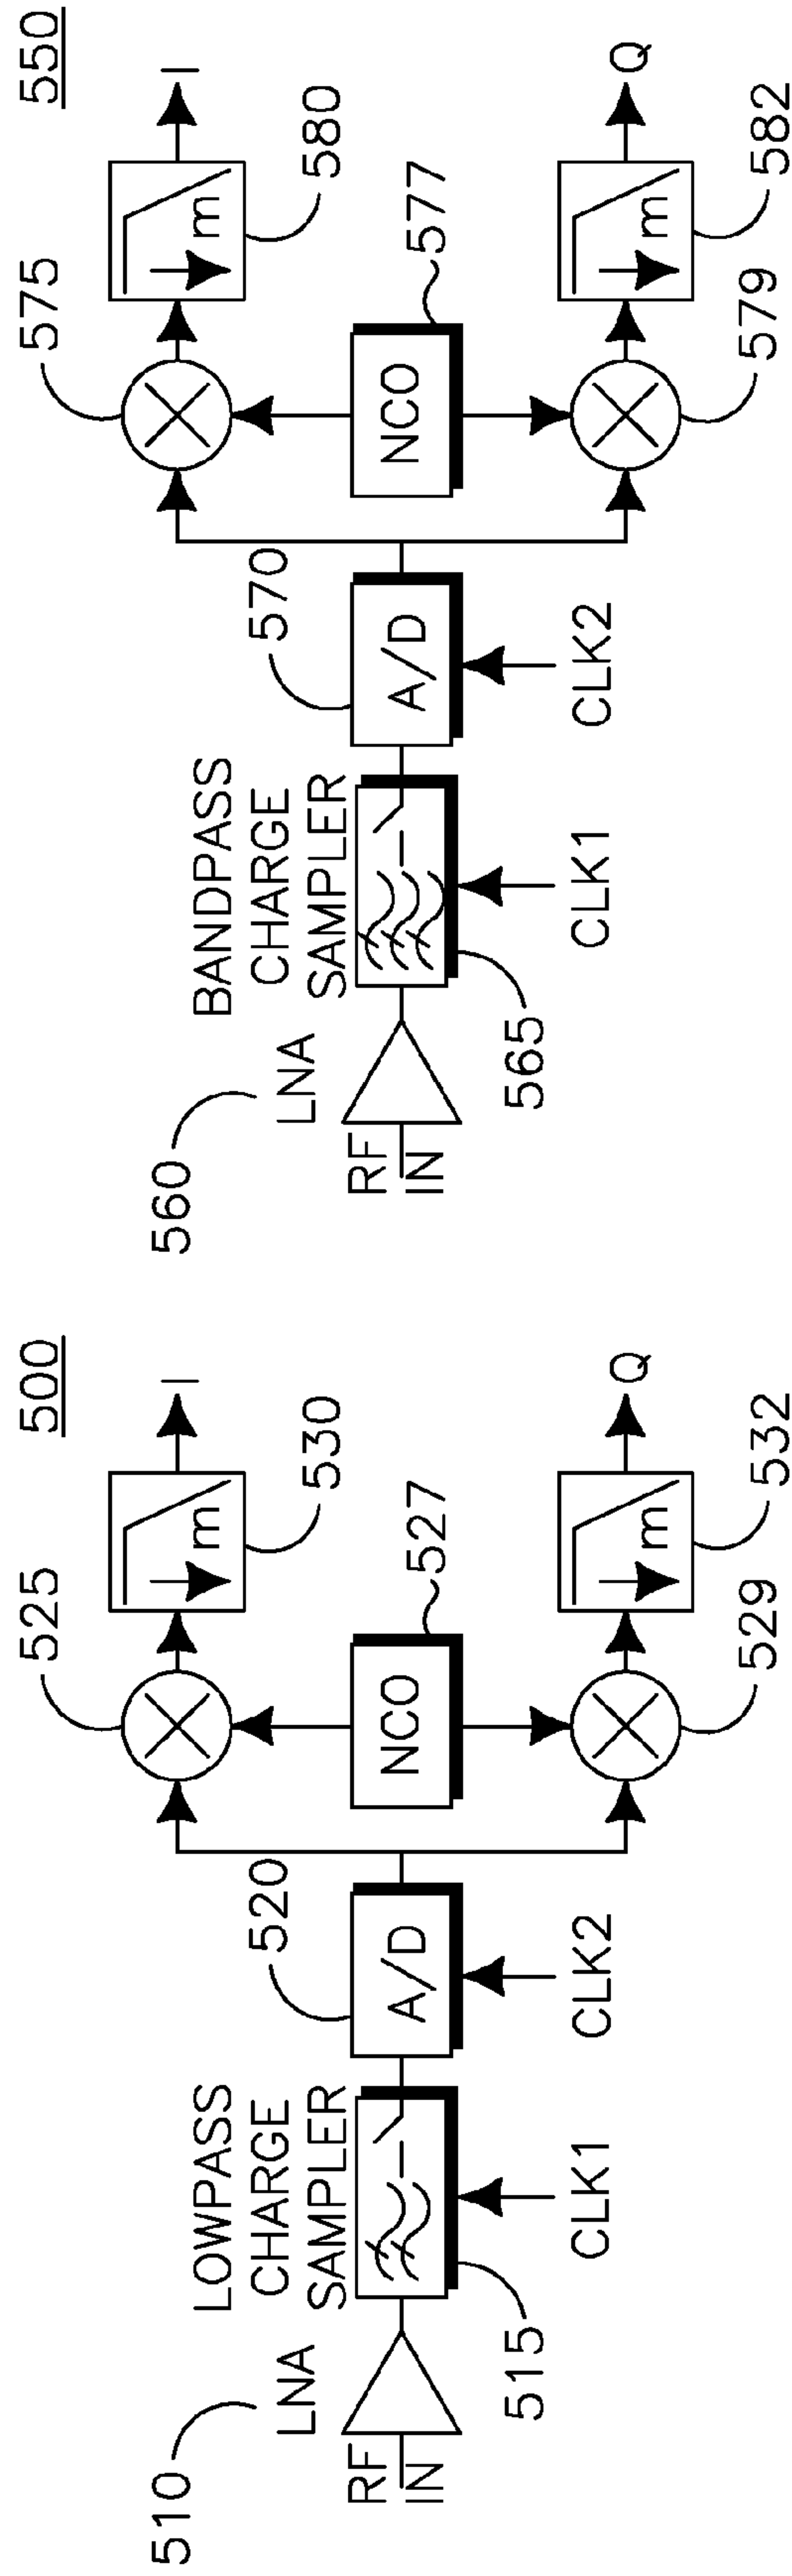 500
510
LNA
RF
IN
LOWPASS
CHARGE
SAMPLER
515
CLK1
520
A/D
CLK2
525
NCO
527
529
m
530
I
m
532
Q
550
560
LNA
RF
IN
BANDPASS
CHARGE
SAMPLER
565
CLK1
570
A/D
CLK2
575
NCO
577
579
m
580
I
m
582
Q